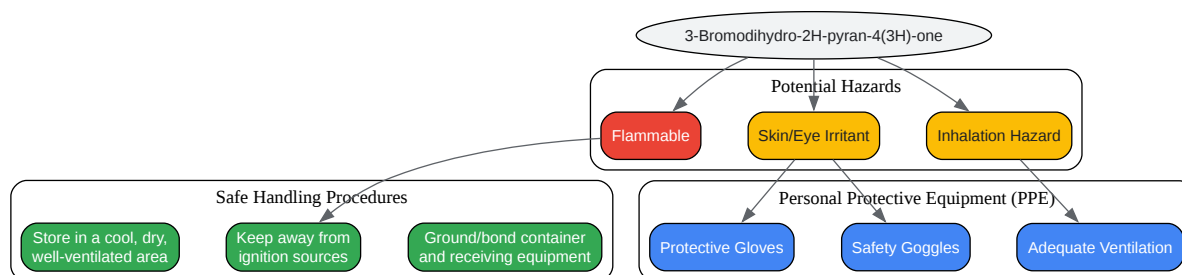 3-Bromodihydro-2H-pyran-4(3H)-one
Potential Hazards
Flammable
Skin/Eye Irritant
Inhalation Hazard
Safe Handling Procedures
Store in a cool, dry,
well-ventilated area
Keep away from
ignition sources
Ground/bond container
and receiving equipment
Personal Protective Equipment (PPE)
Protective Gloves
Safety Goggles
Adequate Ventilation